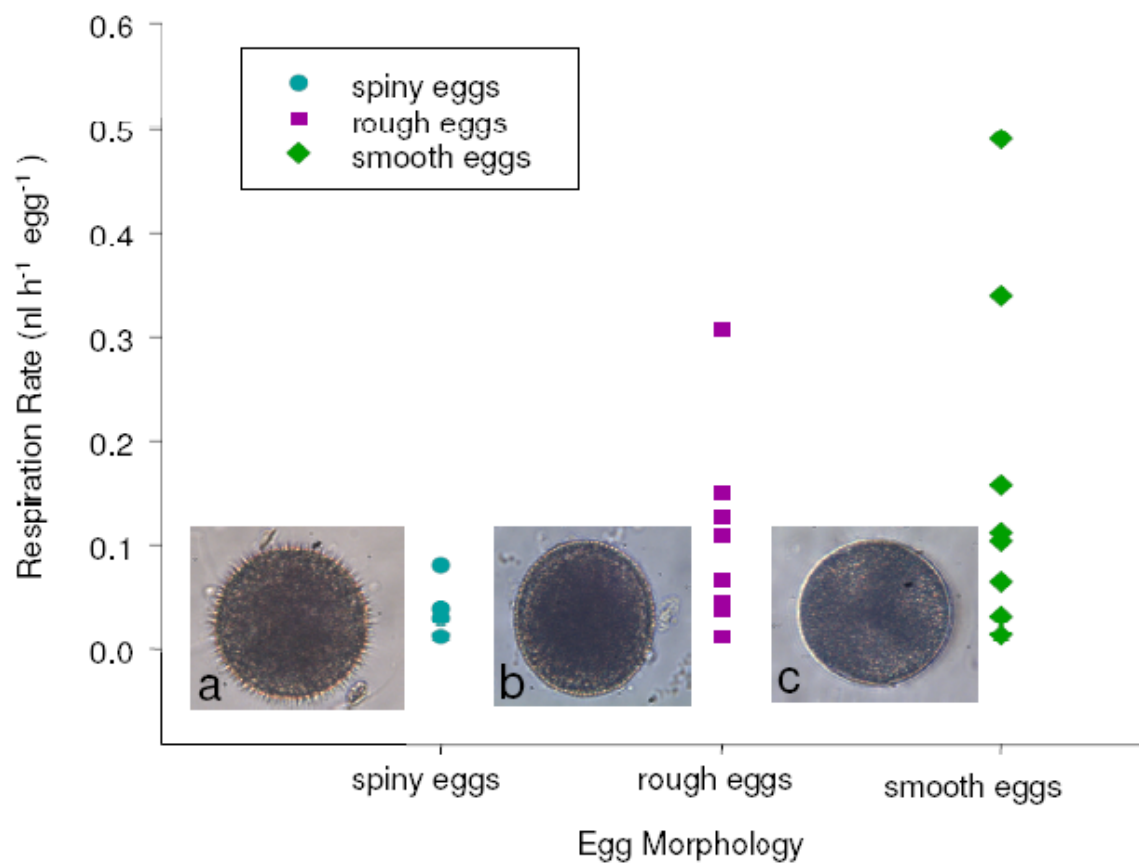 0.6
0.5
0.4
0.3
0.2
0.1
0.0
Respiration Rate (nl h⁻¹ egg⁻¹ )
spiny eggs
rough eggs
smooth eggs
a
b
c
spiny eggs
rough eggs
smooth eggs
Egg Morphology